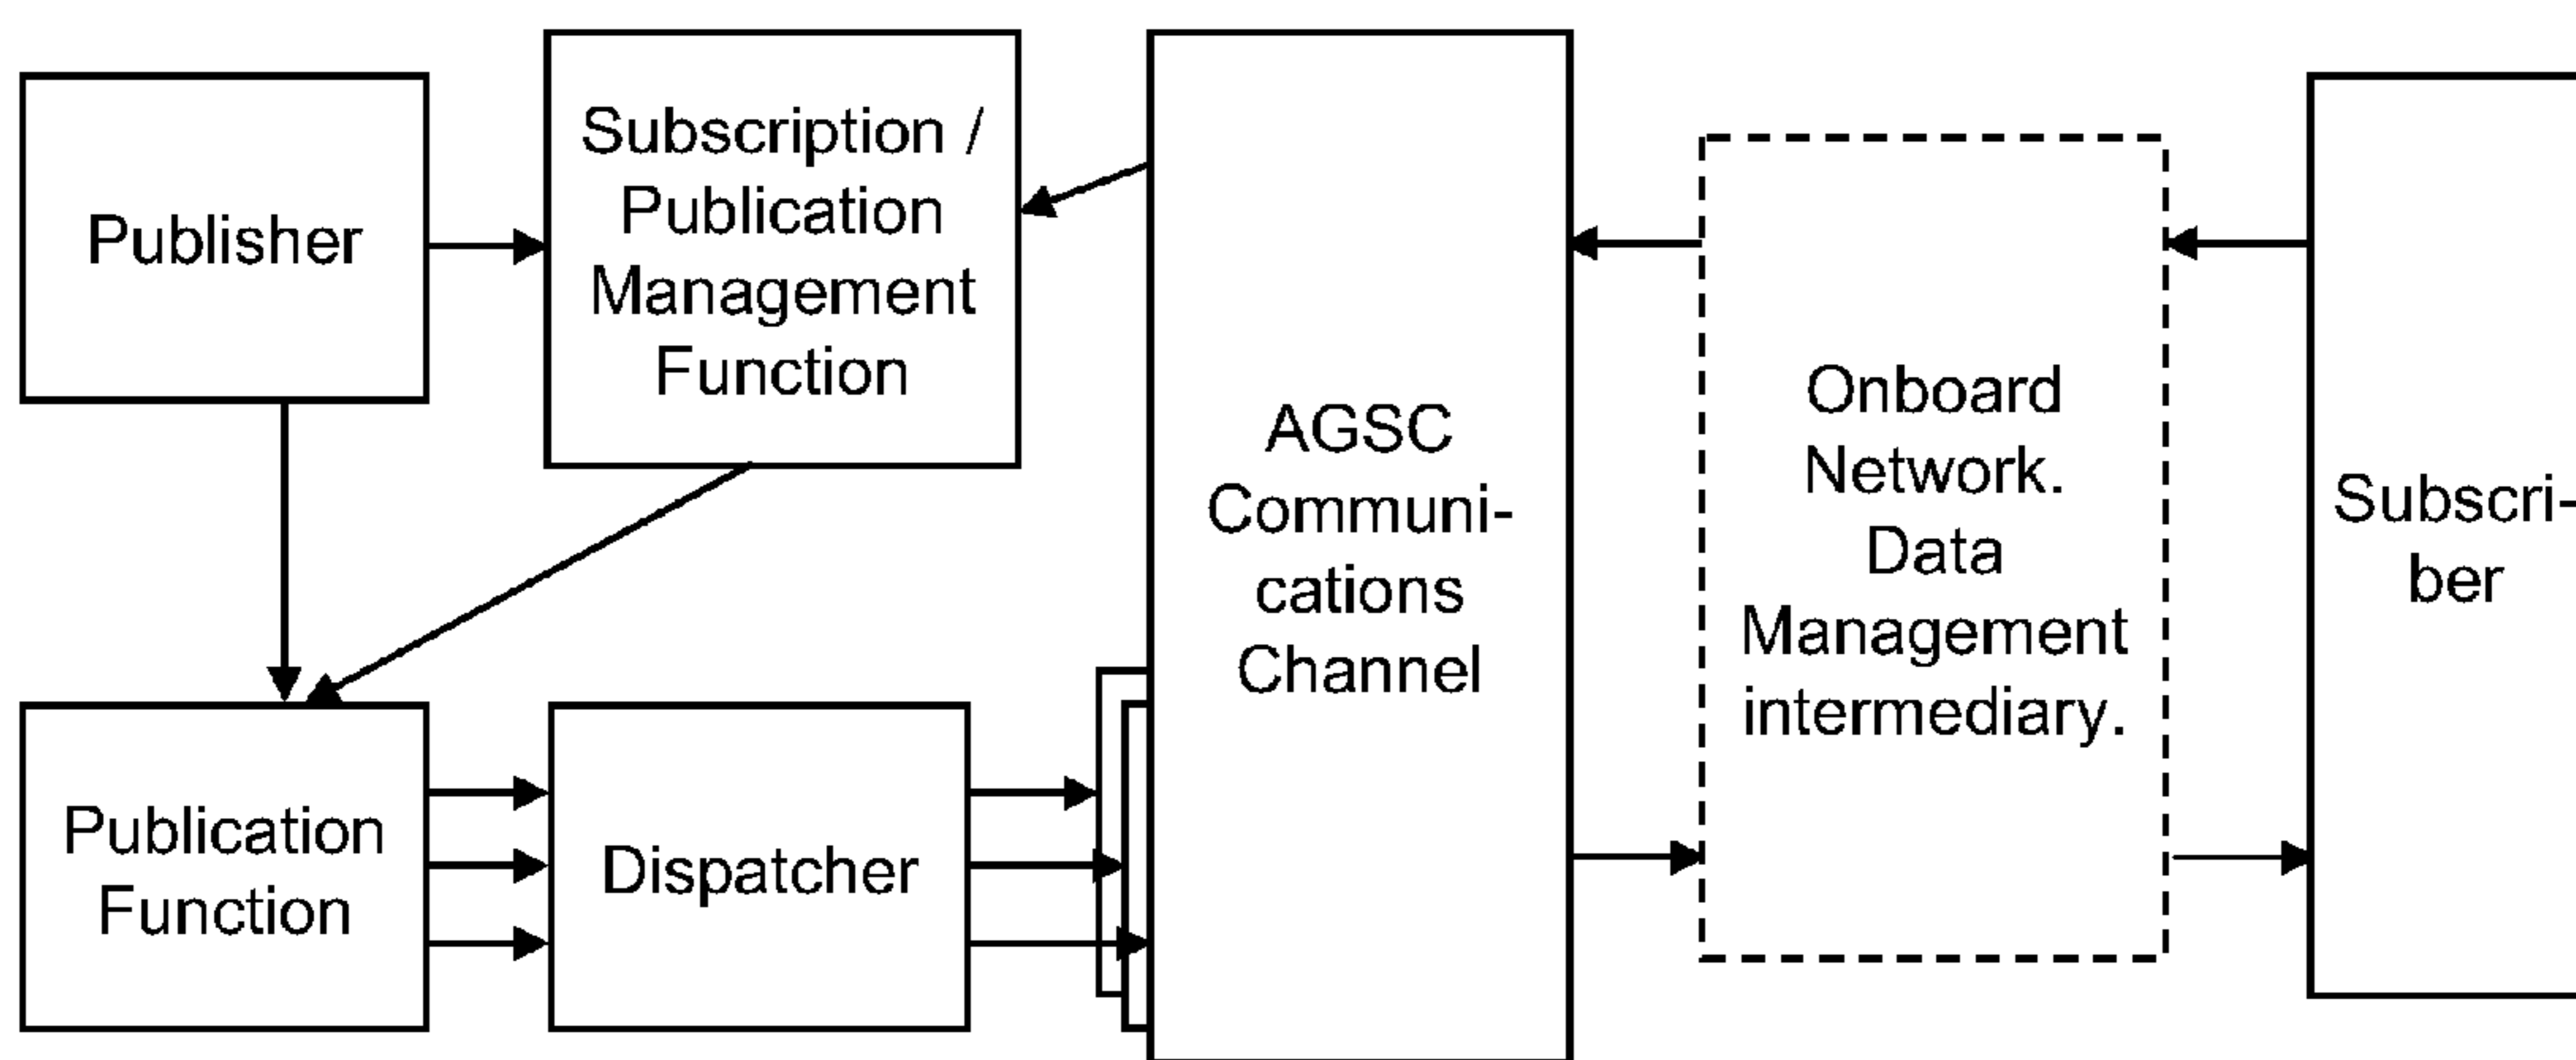 Publisher
Subscription /
Publication
Management
Function
AGSC
Communi-
cations
Channel
Onboard
Network.
Data
Management
intermediary.
Subscri-
ber
Publication
Function
Dispatcher